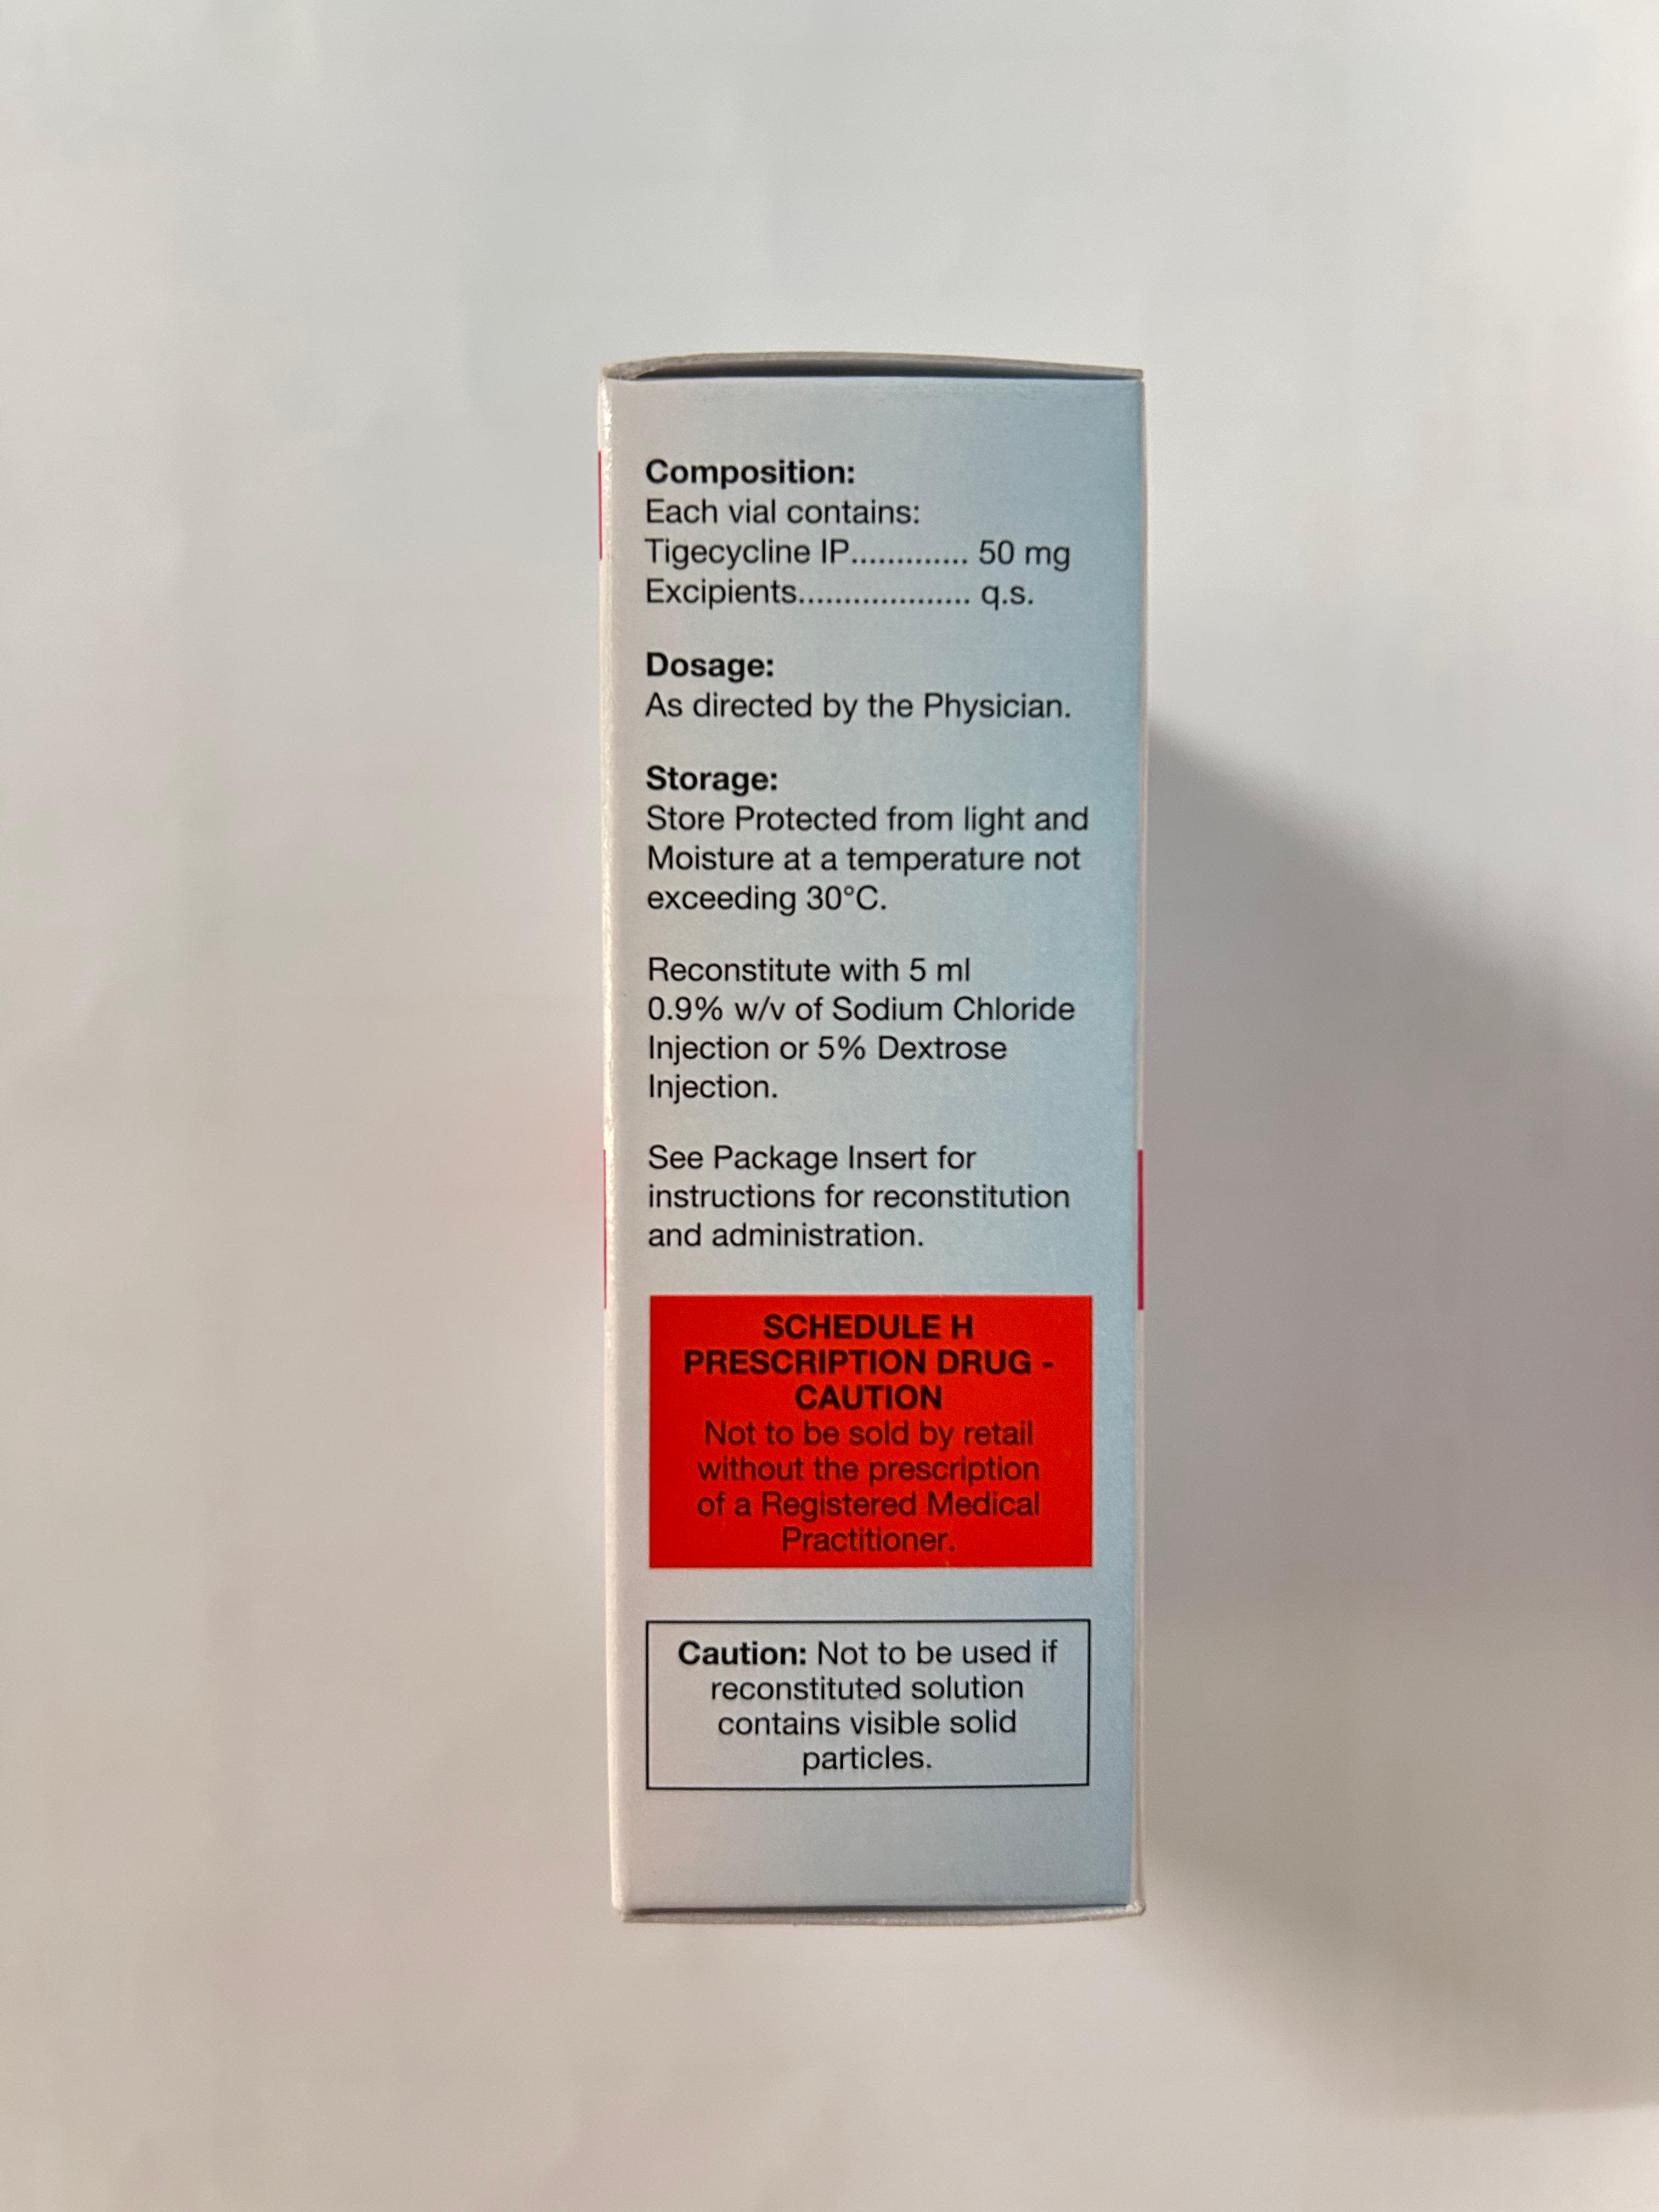 Composition:
Each vial contains:
Tigecycline IP............. 50 mg
Excipients................... q.s.
Dosage:
As directed by the Physician.
Storage:
Store Protected from light and
Moisture at a temperature not
exceeding 30°C.
Reconstitute with 5 ml
0.9% w/v of Sodium Chloride
Injection or 5% Dextrose
Injection.
See Package Insert for
instructions for reconstitution
and administration.
SCHEDULE H
PRESCRIPTION DRUG -
CAUTION
Not to be sold by retail
without the prescription
of a Registered Medical
Practitioner.
Caution: Not to be used if
reconstituted solution
contains visible solid
particles.